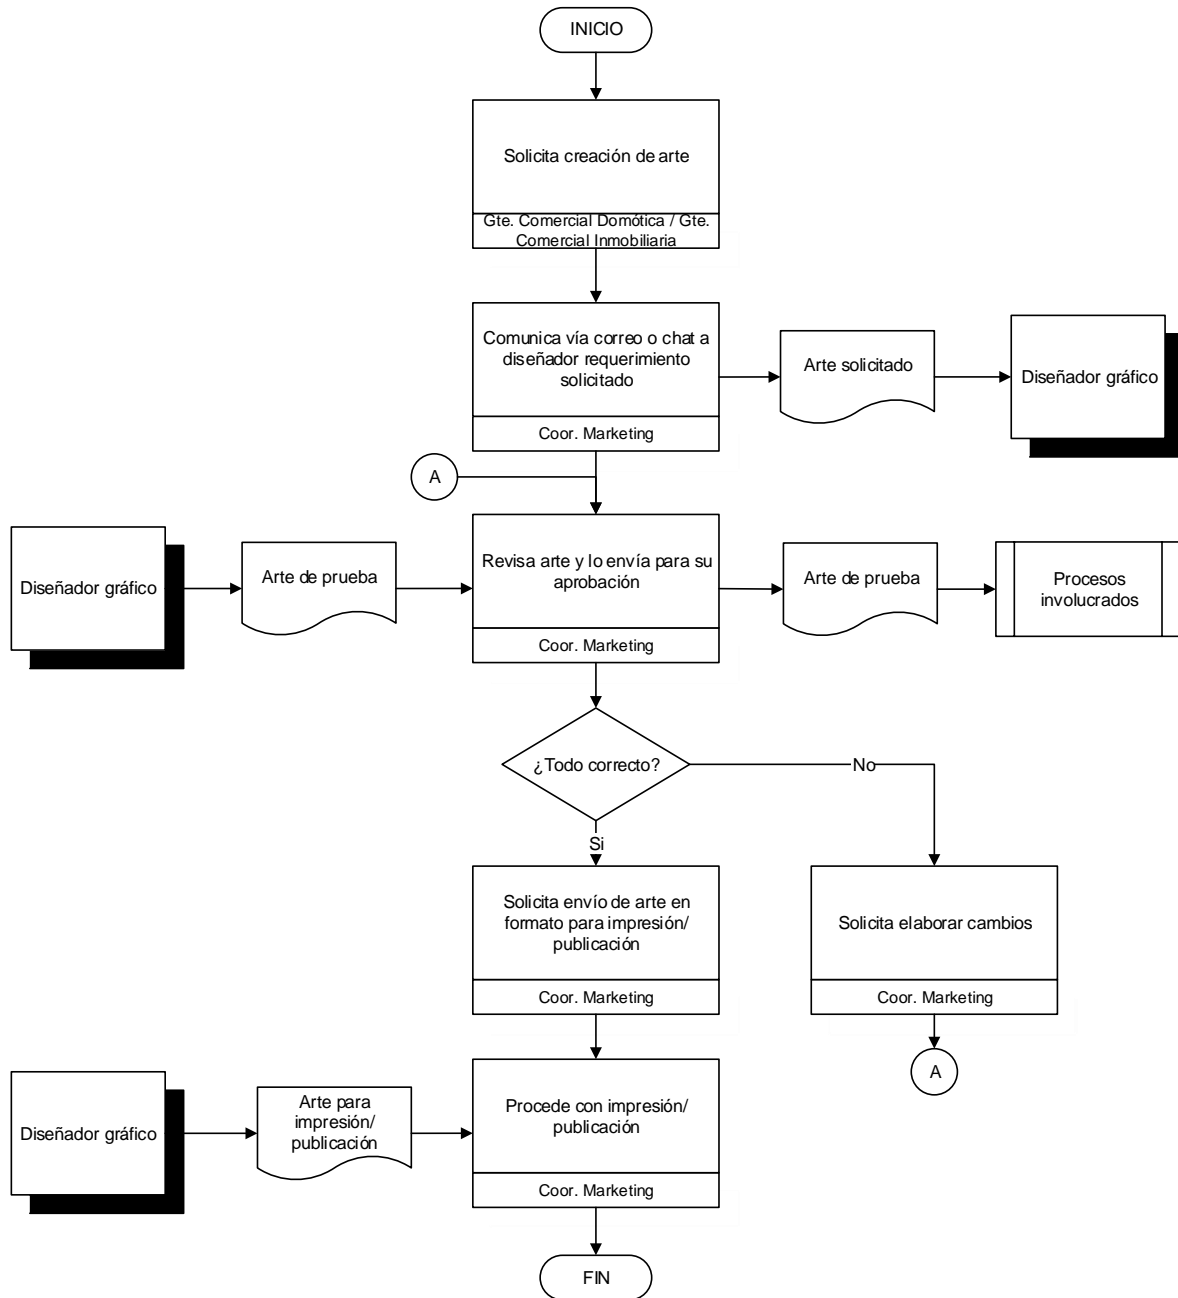 INICIO
Solicita creación de arte
Gte. Comercial Domótica / Gte.
Comercial Inmobiliaria
Comunica vía correo o chat a
diseñador requerimiento
solicitado
Coor. Marketing
Arte solicitado
Diseñador gráfico
A
Diseñador gráfico
Arte de prueba
Revisa arte y lo envía para su
aprobación
Coor. Marketing
Arte de prueba
Procesos
involucrados
¿Todo correcto?
No
Si
Solicita envío de arte en
formato para impresión/
publicación
Coor. Marketing
Solicita elaborar cambios
Coor. Marketing
A
Diseñador gráfico
Arte para
impresión/
publicación
Procede con impresión/
publicación
Coor. Marketing
FIN